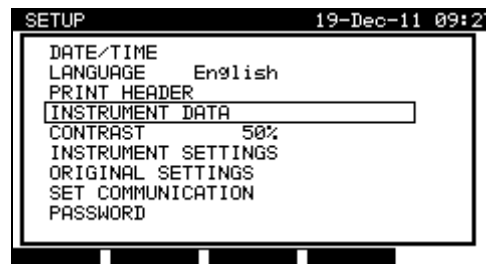 SETUP 19-Dec-11 09:27
DATE/TIME
LANGUAGE English
PRINT HEADER
INSTRUMENT DATA
CONTRAST 50%
INSTRUMENT SETTINGS
ORIGINAL SETTINGS
SET COMMUNICATION
PASSWORD